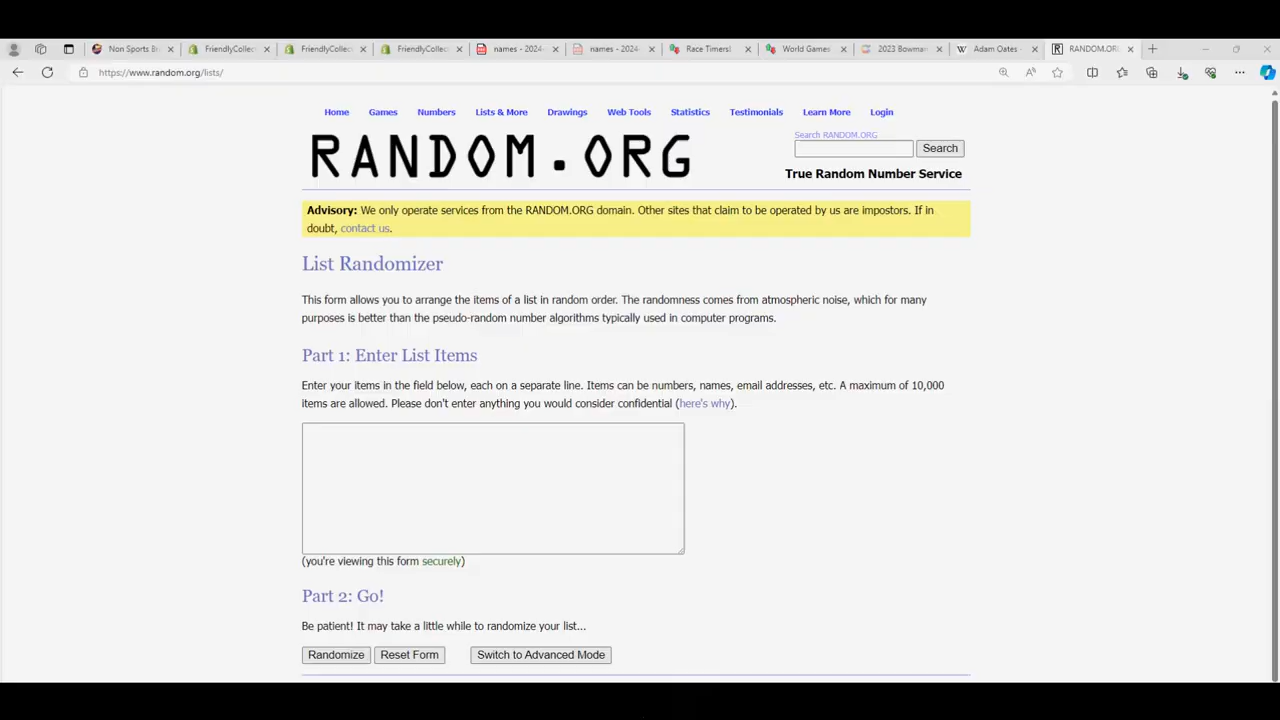 Non Sports Br
FriendlyCollec
FriendlyCollec
FriendlyCollec
names - 2024-
names - 2024-
Race Timers!
World Games
2023 Bowman
Adam Oates -
RANDOM.OR
https://www.random.org/lists/
Home Games Numbers Lists & More Drawings Web Tools Statistics Testimonials Learn More Login
RANDOM.ORG
Search RANDOM.ORG
Search
True Random Number Service
Advisory: We only operate services from the RANDOM.ORG domain. Other sites that claim to be operated by us are impostors. If in
doubt, contact us.
List Randomizer
This form allows you to arrange the items of a list in random order. The randomness comes from atmospheric noise, which for many
purposes is better than the pseudo-random number algorithms typically used in computer programs.
Part 1: Enter List Items
Enter your items in the field below, each on a separate line. Items can be numbers, names, email addresses, etc. A maximum of 10,000
items are allowed. Please don't enter anything you would consider confidential (here's why).
(you're viewing this form securely)
Part 2: Go!
Be patient! It may take a little while to randomize your list...
Randomize Reset Form Switch to Advanced Mode